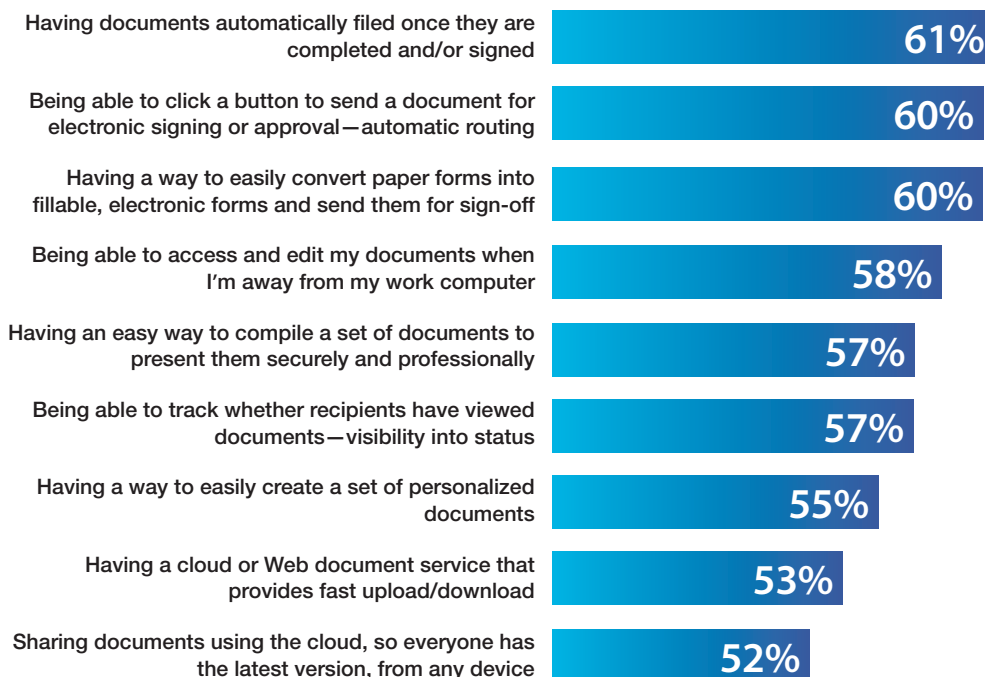 Having documents automatically filed once they are
completed and/or signed
61%
Being able to click a button to send a document for
electronic signing or approval—automatic routing
60%
Having a way to easily convert paper forms into
fillable, electronic forms and send them for sign-off
60%
Being able to access and edit my documents when
I'm away from my work computer
58%
Having an easy way to compile a set of documents to
present them securely and professionally
57%
Being able to track whether recipients have viewed
documents—visibility into status
57%
Having a way to easily create a set of personalized
documents
55%
Having a cloud or Web document service that
provides fast upload/download
53%
Sharing documents using the cloud, so everyone has
the latest version, from any device
52%